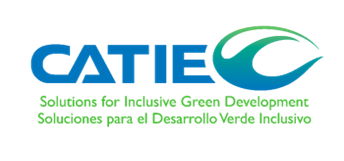 CATIE
Solutions for Inclusive Green Development
Soluciones para el Desarrollo Verde Inclusivo